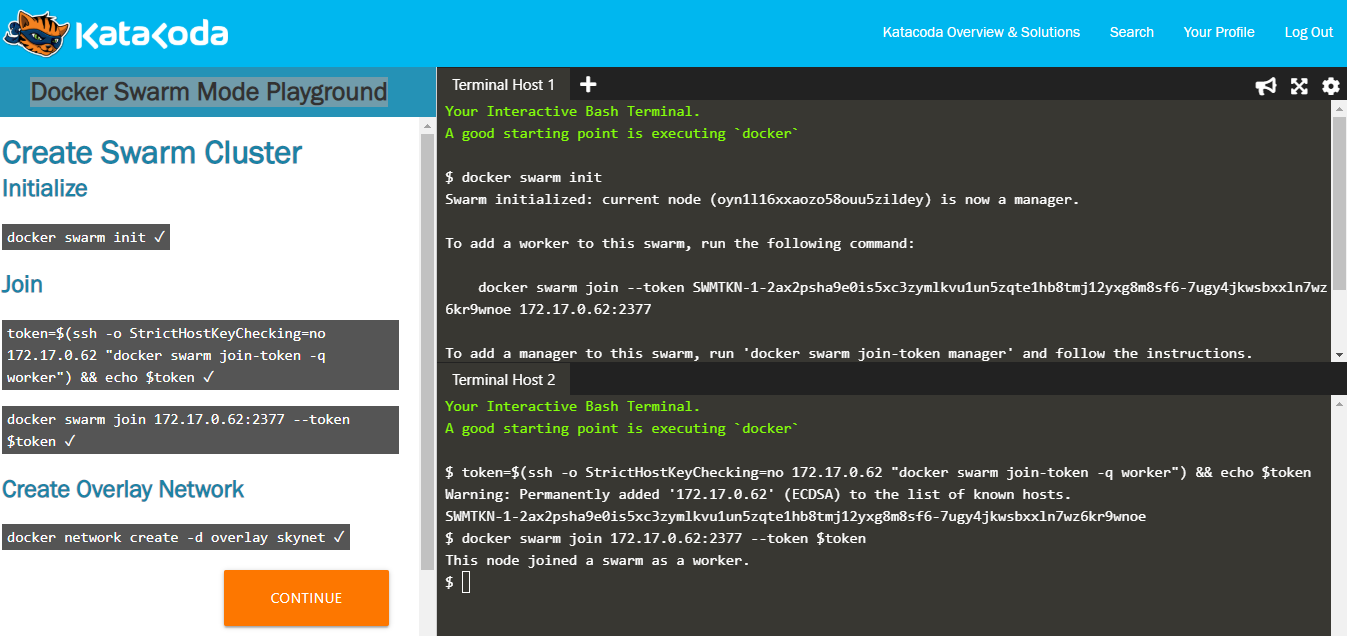 KataKoda
Katacoda Overview & Solutions
Search
Your Profile
Log Out
Docker Swarm Mode Playground
Create Swarm Cluster
Initialize
docker swarm init ✓
Join
token=$(ssh -o StrictHostKeyChecking=no
172.17.0.62 "docker swarm join-token -q
worker") && echo $token ✓
docker swarm join 172.17.0.62:2377 --token
$token ✓
Create Overlay Network
docker network create -d overlay skynet ✓
CONTINUE
Terminal Host 1
Your Interactive Bash Terminal.
A good starting point is executing `docker`
$ docker swarm init
Swarm initialized: current node (oyn1l16xxaozo58ouu5zildey) is now a manager.
To add a worker to this swarm, run the following command:
docker swarm join --token SWMTKN-1-2ax2psha9e0is5xc3zymlkvu1un5zqte1hb8tmj12yxg8m8sf6-7ugy4jkwsbxxln7wz
6kr9wnoe 172.17.0.62:2377
To add a manager to this swarm, run 'docker swarm join-token manager' and follow the instructions.
Terminal Host 2
Your Interactive Bash Terminal.
A good starting point is executing `docker`
$ token=$(ssh -o StrictHostKeyChecking=no 172.17.0.62 "docker swarm join-token -q worker") && echo $token
Warning: Permanently added '172.17.0.62' (ECDSA) to the list of known hosts.
SWMTKN-1-2ax2psha9e0is5xc3zymlkvu1un5zqte1hb8tmj12yxg8m8sf6-7ugy4jkwsbxxln7wz6kr9wnoe
$ docker swarm join 172.17.0.62:2377 --token $token
This node joined a swarm as a worker.
$